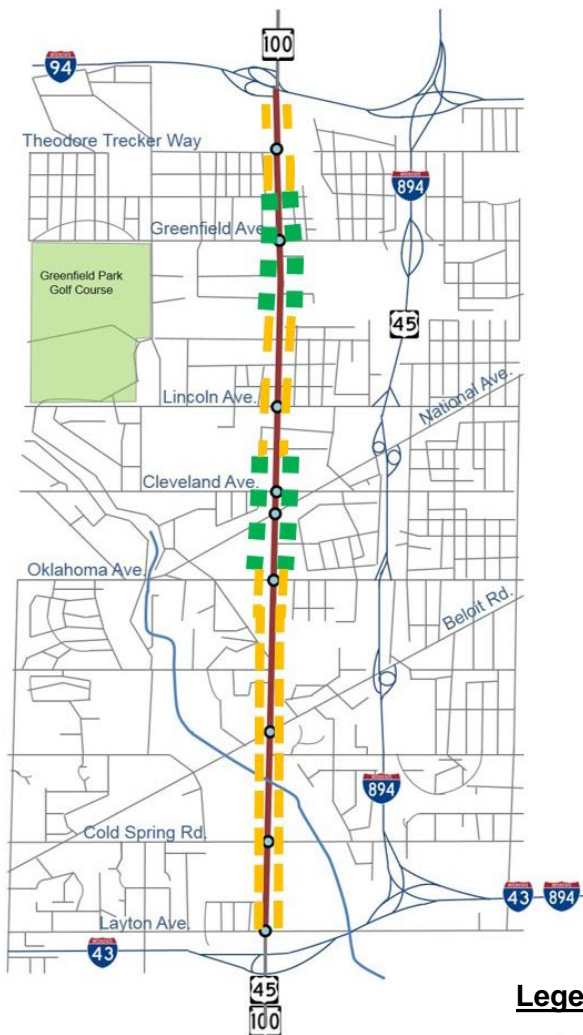 100
94
Theodore Trecker Way
894
Greenfield Ave.
Greenfield Park
Golf Course
45
Lincoln Ave.
National Ave.
Cleveland Ave.
Oklahoma Ave.
Beloit Rd.
894
Cold Spring Rd.
43 894
Layton Ave.
43
45
100
Lege